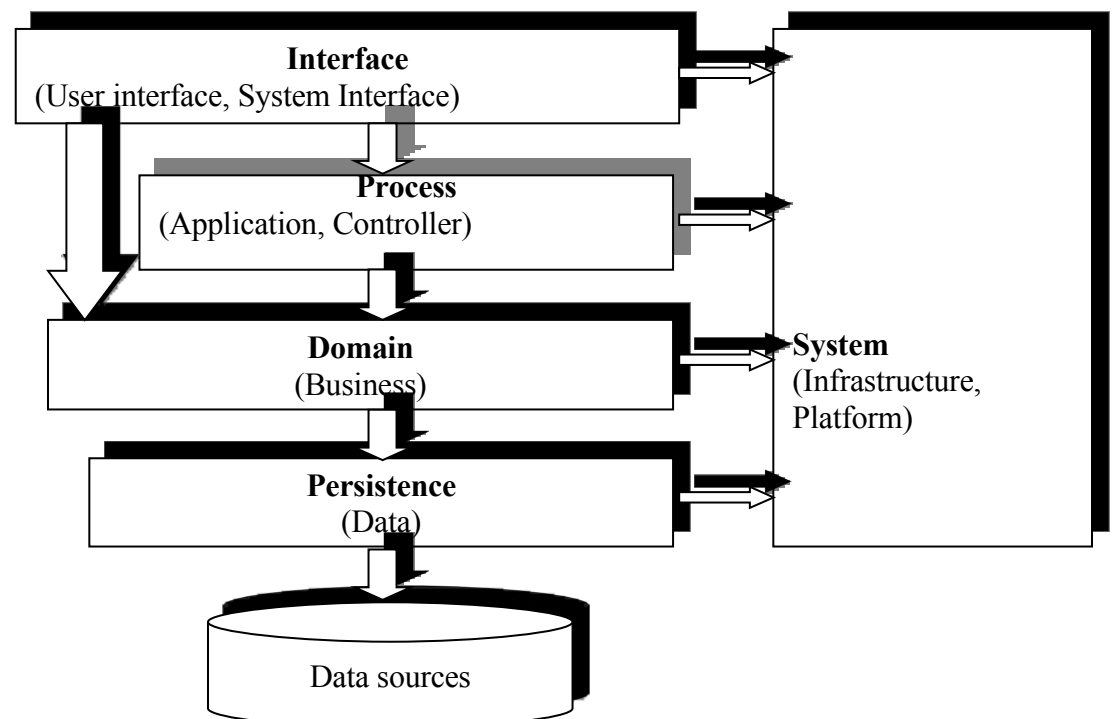 Interface
(User interface, System Interface)
Process
(Application, Controller)
Domain
(Business)
System
(Infrastructure,
Platform)
Persistence
(Data)
Data sources